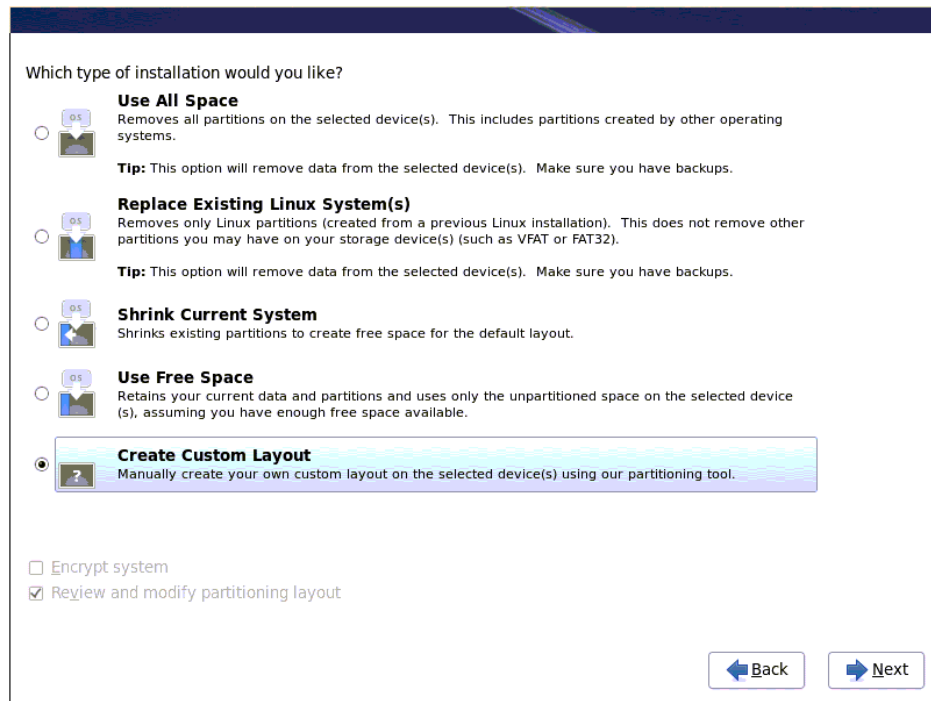 Which type of installation would you like?
Use All Space
Removes all partitions on the selected device(s).  This includes partitions created by other operating
systems.
Tip: This option will remove data from the selected device(s).  Make sure you have backups.
Replace Existing Linux System(s)
Removes only Linux partitions (created from a previous Linux installation).  This does not remove other
partitions you may have on your storage device(s) (such as VFAT or FAT32).
Tip: This option will remove data from the selected device(s).  Make sure you have backups.
Shrink Current System
Shrinks existing partitions to create free space for the default layout.
Use Free Space
Retains your current data and partitions and uses only the unpartitioned space on the selected device
(s), assuming you have enough free space available.
Create Custom Layout
Manually create your own custom layout on the selected device(s) using our partitioning tool.
OS
OS
OS
OS
?
Encrypt system
Review and modify partitioning layout
Back
Next